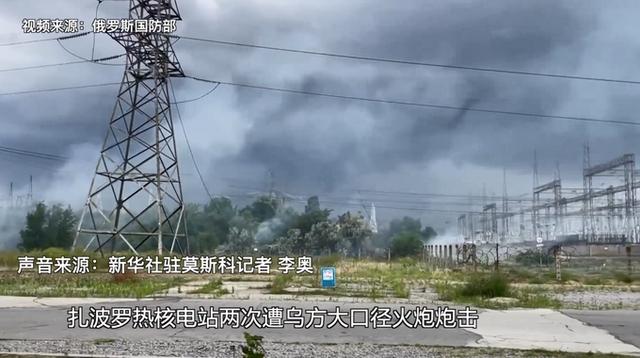 视频来源：俄罗斯国防部
声音来源：新华社驻莫斯科记者 李奥
扎波罗热核电站两次遭乌方大口径火炮炮击